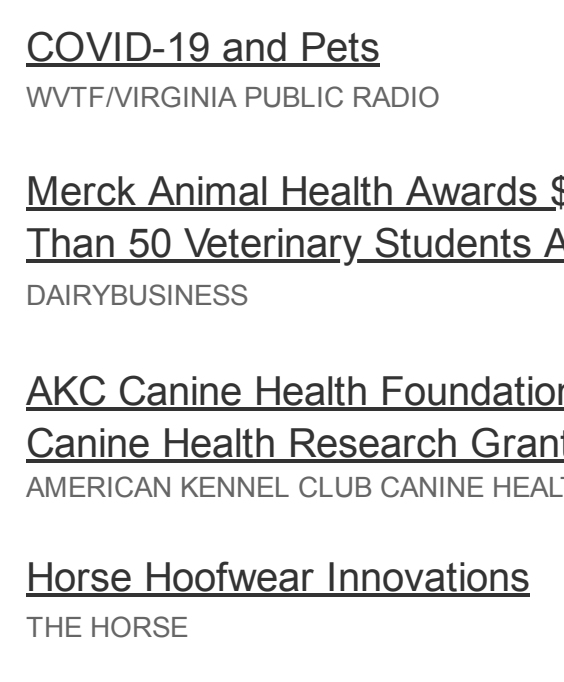 COVID-19 and Pets
WVTF/VIRGINIA PUBLIC RADIO
Merck Animal Health Awards $
Than 50 Veterinary Students A
DAIRYBUSINESS
AKC Canine Health Foundation
Canine Health Research Grant
AMERICAN KENNEL CLUB CANINE HEALT
Horse Hoofwear Innovations
THE HORSE